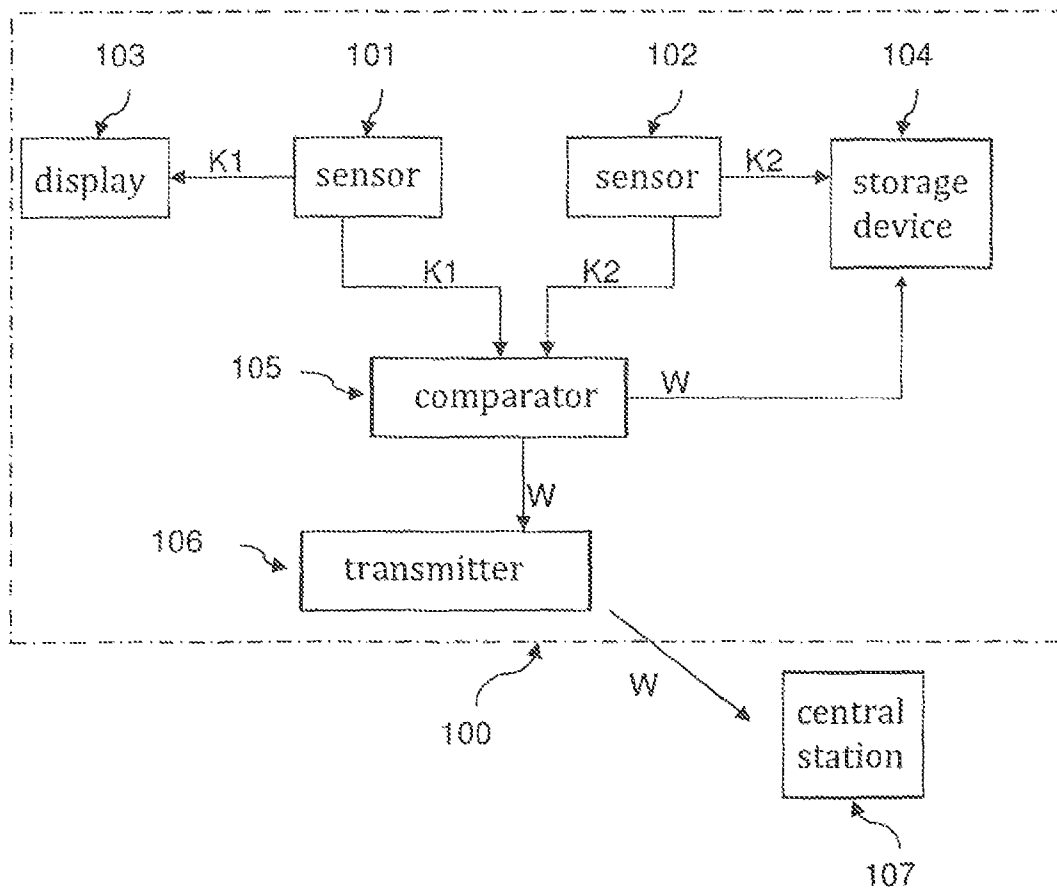 103 101 102 104
display K1 sensor sensor K2 storage
device
K1 K2
105 comparator W
W
106 transmitter
100 W central
station
107